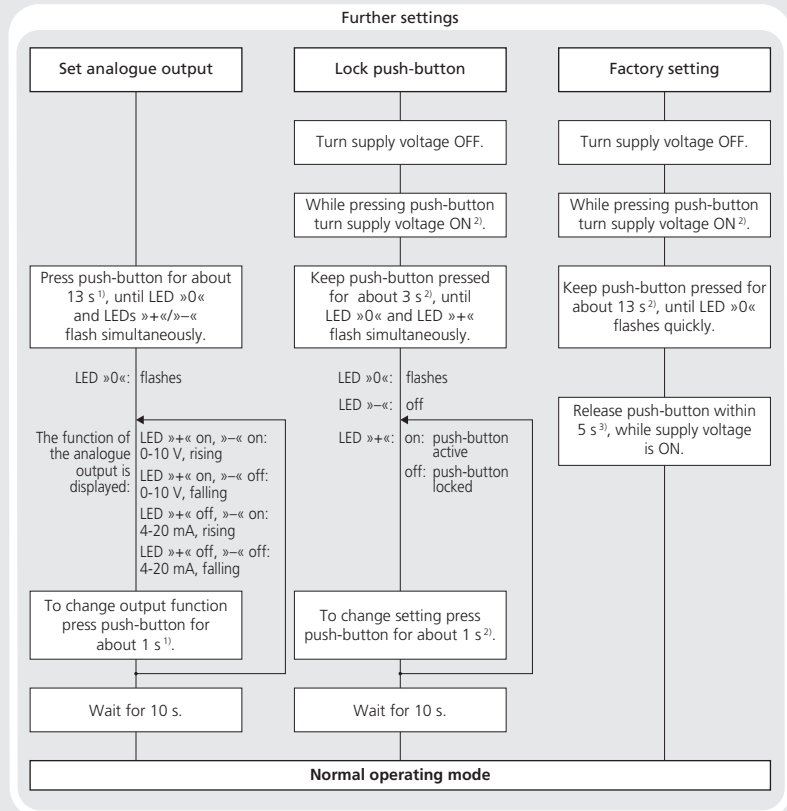 Further settings
Set analogue output
Press push-button for about
13 s 1), until LED »0«
and LEDs »+«/»–«
flash simultaneously.
LED »0«: flashes
The function of
the analogue
output is
displayed:
LED »+« on, »–« on:
0-10 V, rising
LED »+« on, »–« off:
0-10 V, falling
LED »+« off, »–« on:
4-20 mA, rising
LED »+« off, »–« off:
4-20 mA, falling
To change output function
press push-button for
about 1 s 1).
Wait for 10 s.
Lock push-button
Turn supply voltage OFF.
While pressing push-button
turn supply voltage ON 2).
Keep push-button pressed
for about 3 s 2), until
LED »0« and LED »+«
flash simultaneously.
LED »0«: flashes
LED »–«: off
LED »+«: on: push-button
active
off: push-button
locked
To change setting press
push-button for about 1 s 2).
Wait for 10 s.
Factory setting
Turn supply voltage OFF.
While pressing push-button
turn supply voltage ON 2).
Keep push-button pressed for
about 13 s 2), until LED »0«
flashes quickly.
Release push-button within
5 s 3), while supply voltage
is ON.
Normal operating mode